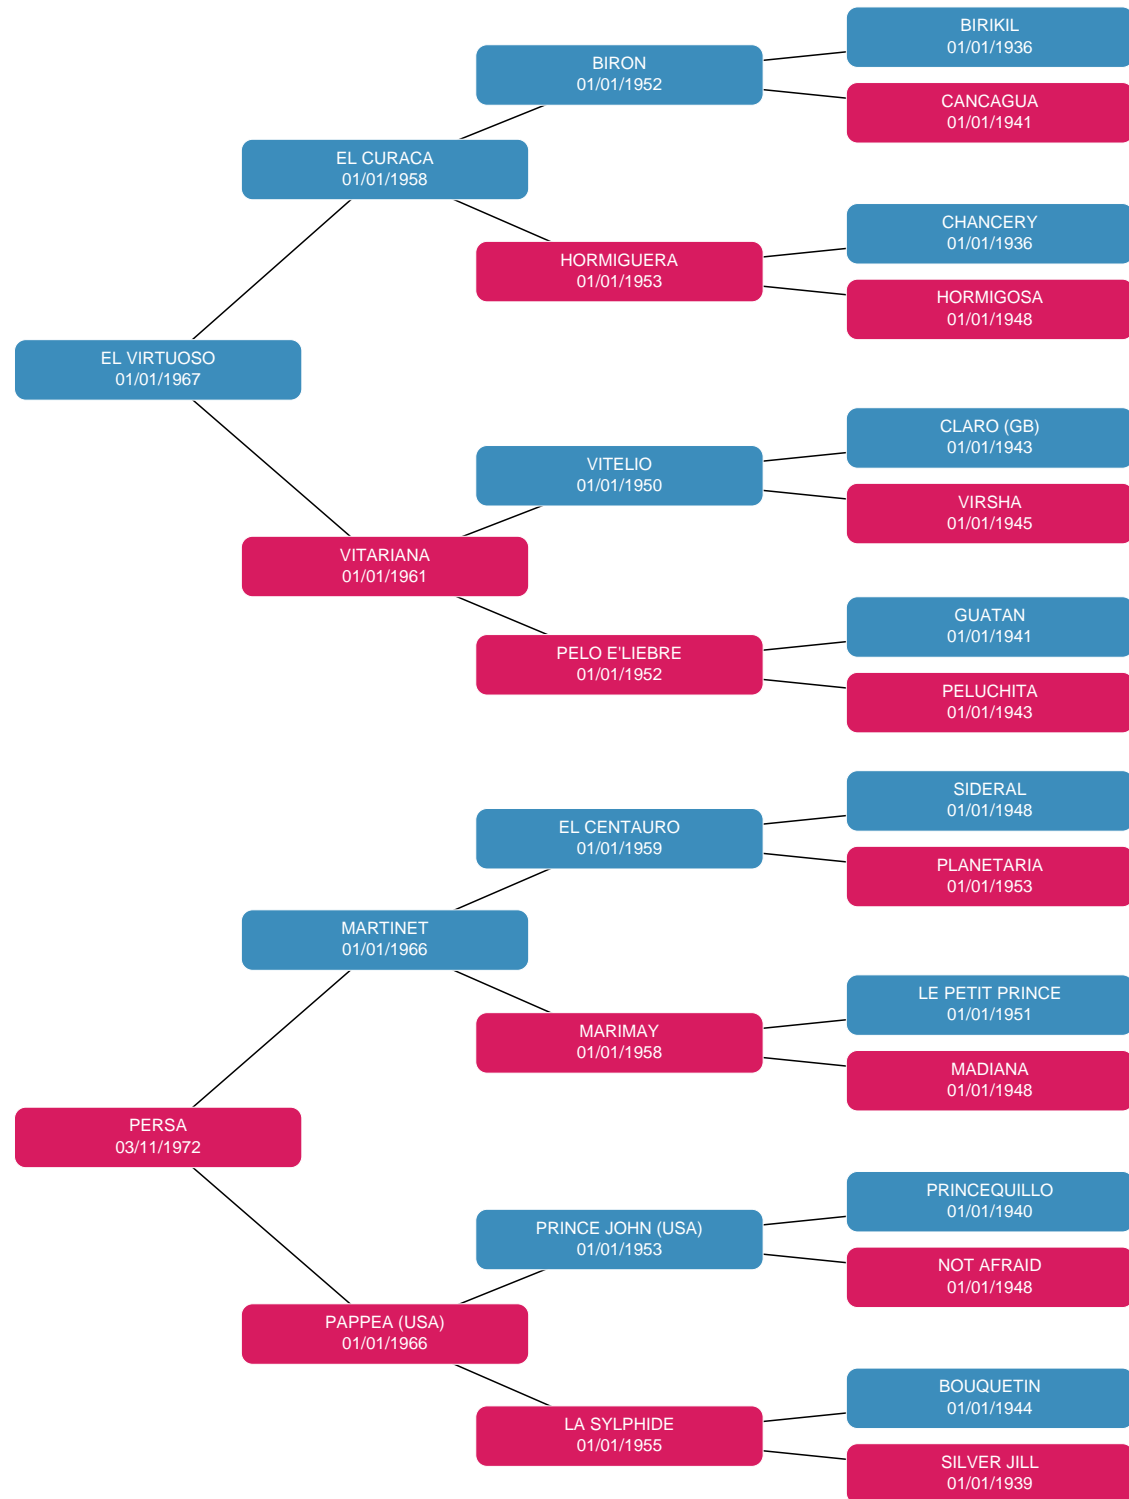 BIRIKIL
01/01/1936
BIRON
01/01/1952
CANCAGUA
01/01/1941
EL CURACA
01/01/1958
CHANCERY
01/01/1936
HORMIGUERA
01/01/1953
HORMIGOSA
01/01/1948
EL VIRTUOSO
01/01/1967
CLARO (GB)
01/01/1943
VITELIO
01/01/1950
VIRSHA
01/01/1945
VITARIANA
01/01/1961
GUATAN
01/01/1941
PELO E'LIEBRE
01/01/1952
PELUCHITA
01/01/1943
SIDERAL
01/01/1948
EL CENTAURO
01/01/1959
PLANETARIA
01/01/1953
MARTINET
01/01/1966
LE PETIT PRINCE
01/01/1951
MARIMAY
01/01/1958
MADIANA
01/01/1948
PERSA
03/11/1972
PRINCEQUILLO
01/01/1940
PRINCE JOHN (USA)
01/01/1953
NOT AFRAID
01/01/1948
PAPPEA (USA)
01/01/1966
BOUQUETIN
01/01/1944
LA SYLPHIDE
01/01/1955
SILVER JILL
01/01/1939